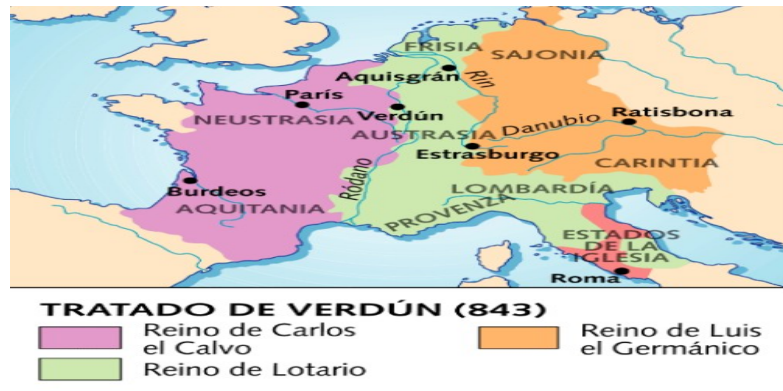 FRISIA
SAJONIA
Aquisgrán
Rin
París
Verdún
NEUSTRASIA
AUSTRASIA
Danubio
Ratisbona
Estrasburgo
CARINTIA
Ródano
LOMBARDÍA
Burdeos
AQUITANIA
PROVENZA
ESTADOS
DE LA
IGLESIA
Roma
TRATADO DE VERDÚN (843)
Reino de Carlos
el Calvo
Reino de Lotario
Reino de Luis
el Germánico